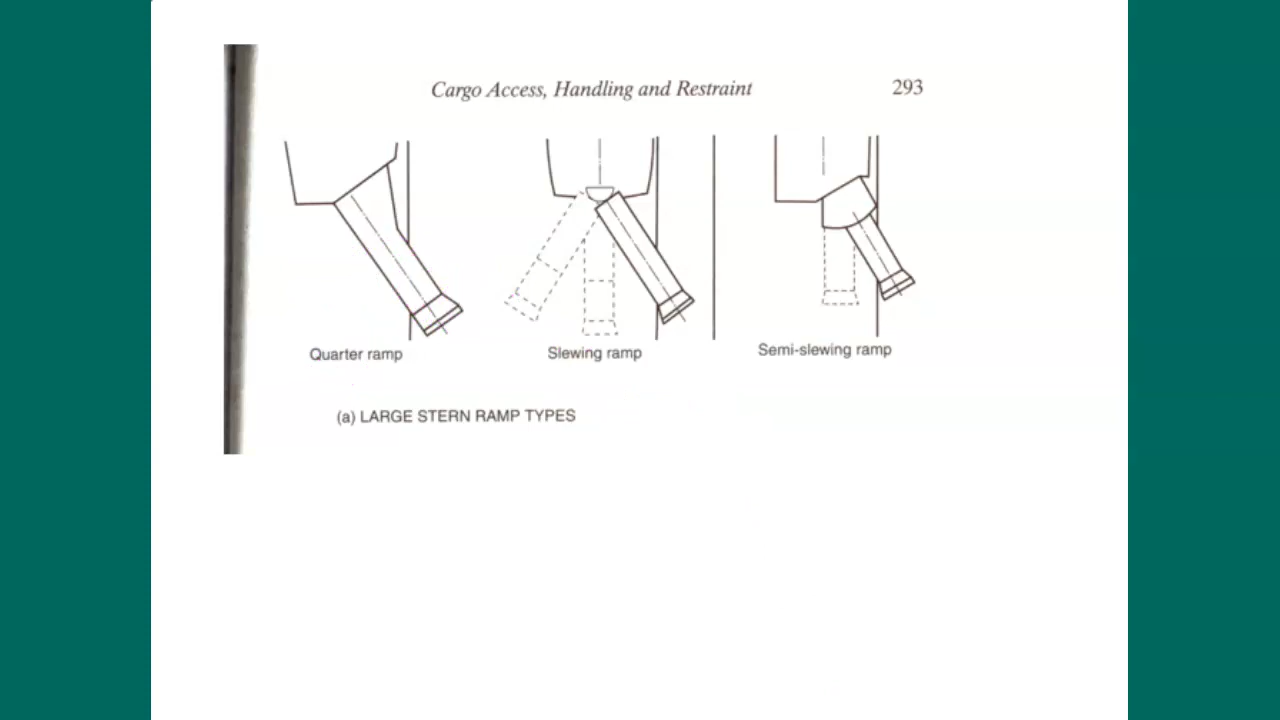 Cargo Access, Handling and Restraint 293
Quarter ramp
Slewing ramp
Semi-slewing ramp
(a) LARGE STERN RAMP TYPES